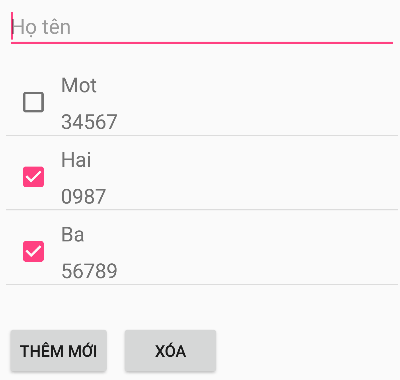 Họ tên
Mot
34567
Hai
0987
Ba
56789
THÊM MỚI XÓA